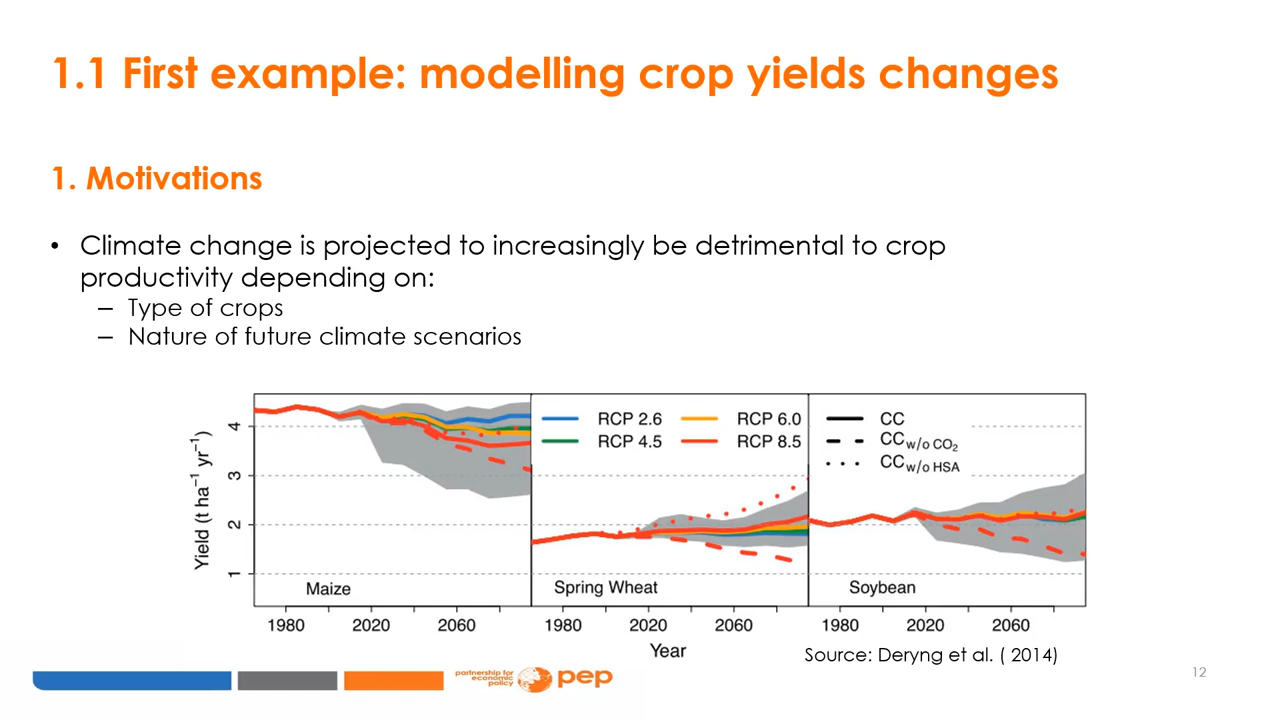 1.1 First example: modelling crop yields changes
1. Motivations
• Climate change is projected to increasingly be detrimental to crop
productivity depending on:
– Type of crops
– Nature of future climate scenarios
Yield (t ha⁻¹ yr⁻¹)
4
3
2
1
RCP 2.6
RCP 6.0
RCP 4.5
RCP 8.5
CC
CC w/o CO₂
CC w/o HSA
Maize
Spring Wheat
Soybean
1980 2020 2060 1980 2020 2060 1980 2020 2060
Year
Source: Deryng et al. ( 2014)
partnership for
economic
policy
pep
12